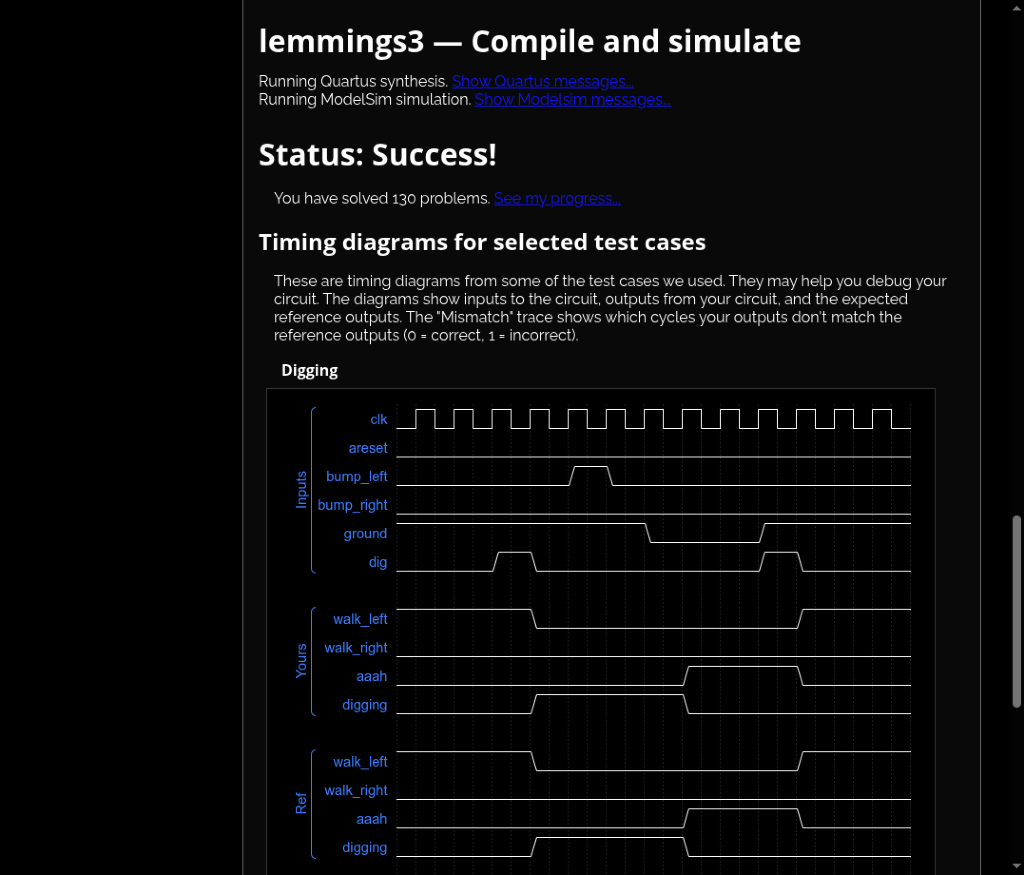 lemmings3 — Compile and simulate
Running Quartus synthesis. Show Quartus messages...
Running ModelSim simulation. Show Modelsim messages...
Status: Success!
You have solved 130 problems. See my progress...
Timing diagrams for selected test cases
These are timing diagrams from some of the test cases we used. They may help you debug your
circuit. The diagrams show inputs to the circuit, outputs from your circuit, and the expected
reference outputs. The "Mismatch" trace shows which cycles your outputs don't match the
reference outputs (0 = correct, 1 = incorrect).
Digging
Inputs
clk
areset
bump_left
bump_right
ground
dig
Yours
walk_left
walk_right
aaah
digging
Ref
walk_left
walk_right
aaah
digging